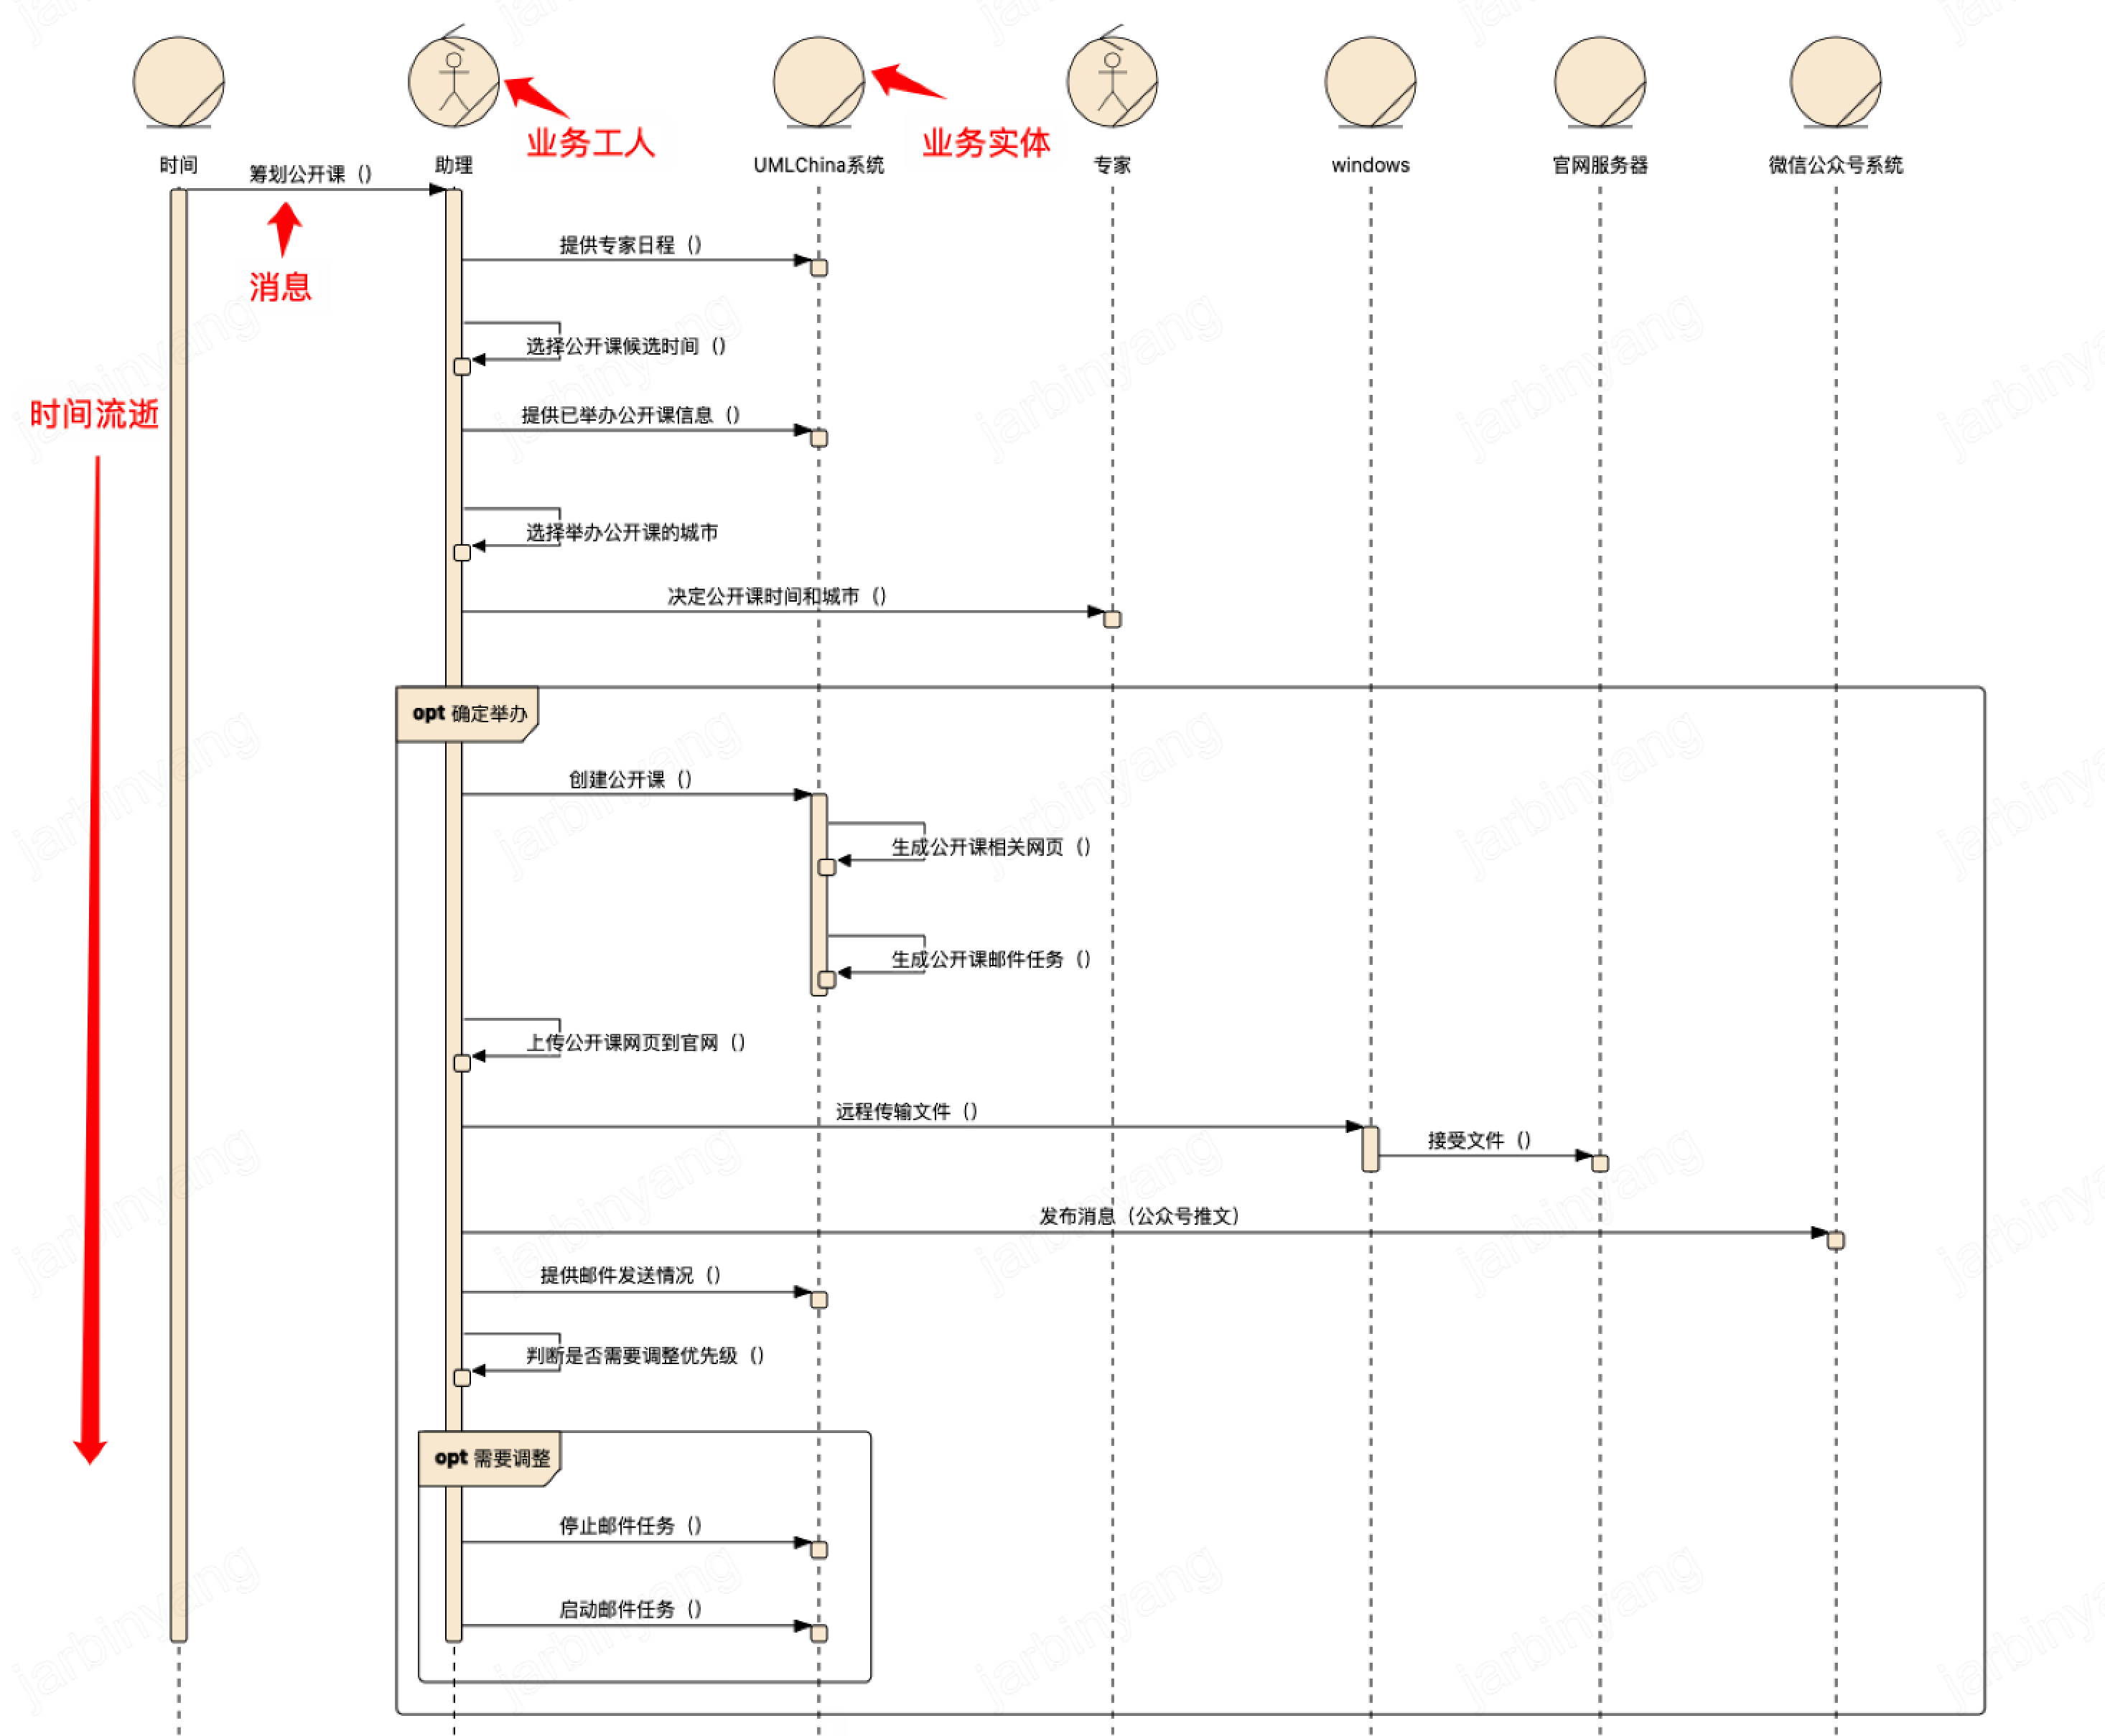 时间
助理
业务工人
UMLChina系统
业务实体
专家
windows
官网服务器
微信公众号系统
筹划公开课（）
消息
提供专家日程（）
选择公开课候选时间（）
时间流逝
提供已举办公开课信息（）
选择举办公开课的城市
决定公开课时间和城市（）
opt 确定举办
创建公开课（）
生成公开课相关网页（）
生成公开课邮件任务（）
上传公开课网页到官网（）
远程传输文件（）
接受文件（）
发布消息（公众号推文）
提供邮件发送情况（）
判断是否需要调整优先级（）
opt 需要调整
停止邮件任务（）
启动邮件任务（）
jarbinyang